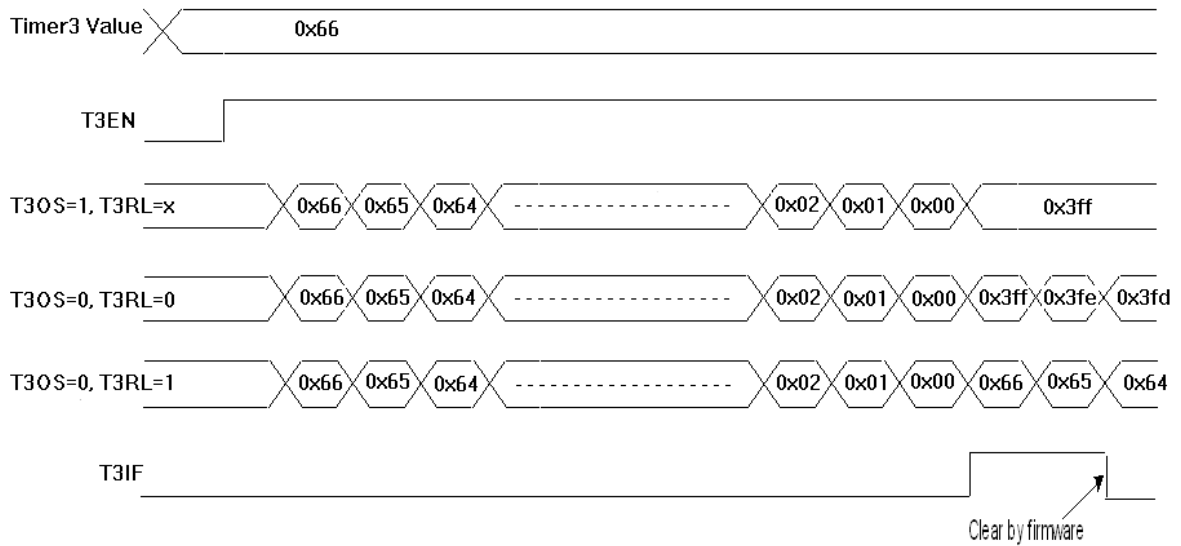 Timer3 Value 0x66
T3EN
T3OS=1, T3RL=x 0x66 0x65 0x64 0x02 0x01 0x00 0x3ff
T3OS=0, T3RL=0 0x66 0x65 0x64 0x02 0x01 0x00 0x3ff 0x3fe 0x3fd
T3OS=0, T3RL=1 0x66 0x65 0x64 0x02 0x01 0x00 0x66 0x65 0x64
T3IF
Clear by firmware